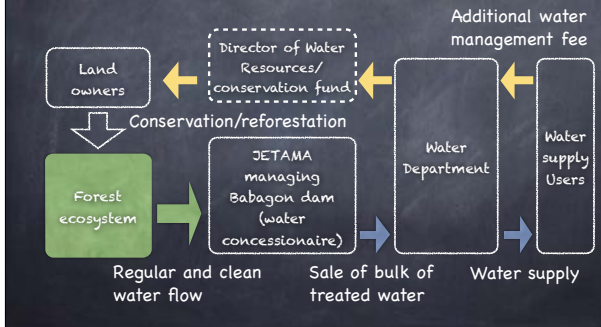 Additional water
management fee
Land
owners
Director of Water
Resources/
conservation fund
Water
Department
Water
supply
Users
Conservation/reforestation
Forest
ecosystem
JETAMA
managing
Babagon dam
(water
concessionaire)
Regular and clean
water flow
Sale of bulk of
treated water
Water supply